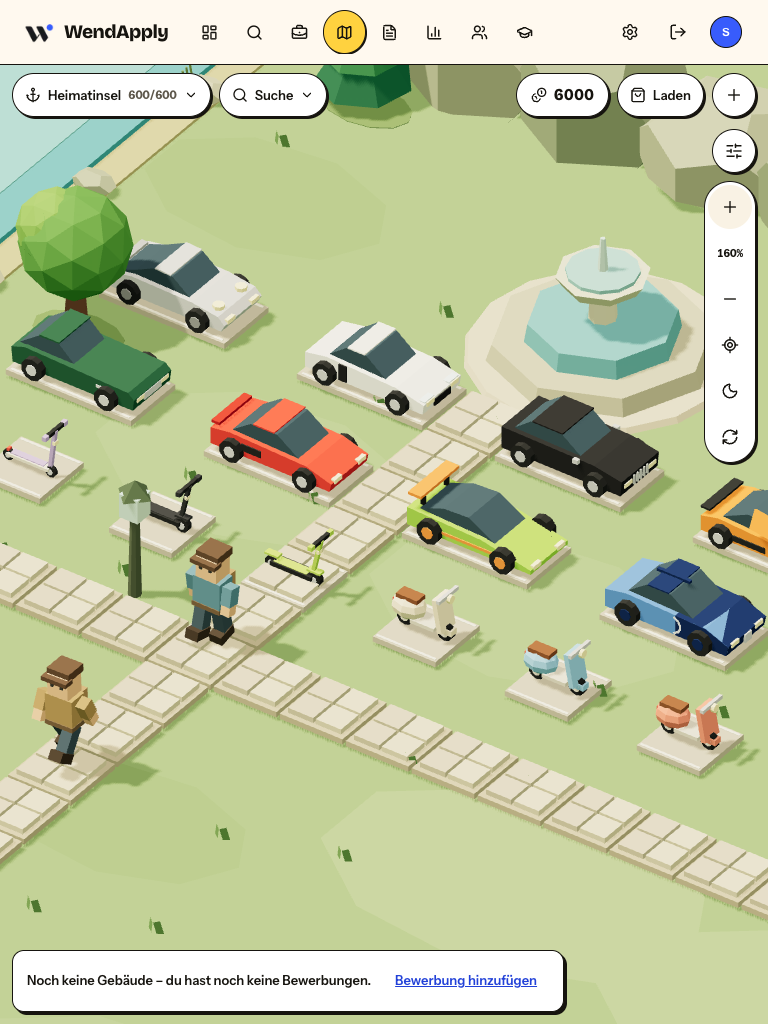 WendApply
S
Heimatinsel 600/600
Suche
6000
Laden
160%
Noch keine Gebäude – du hast noch keine Bewerbungen. Bewerbung hinzufügen